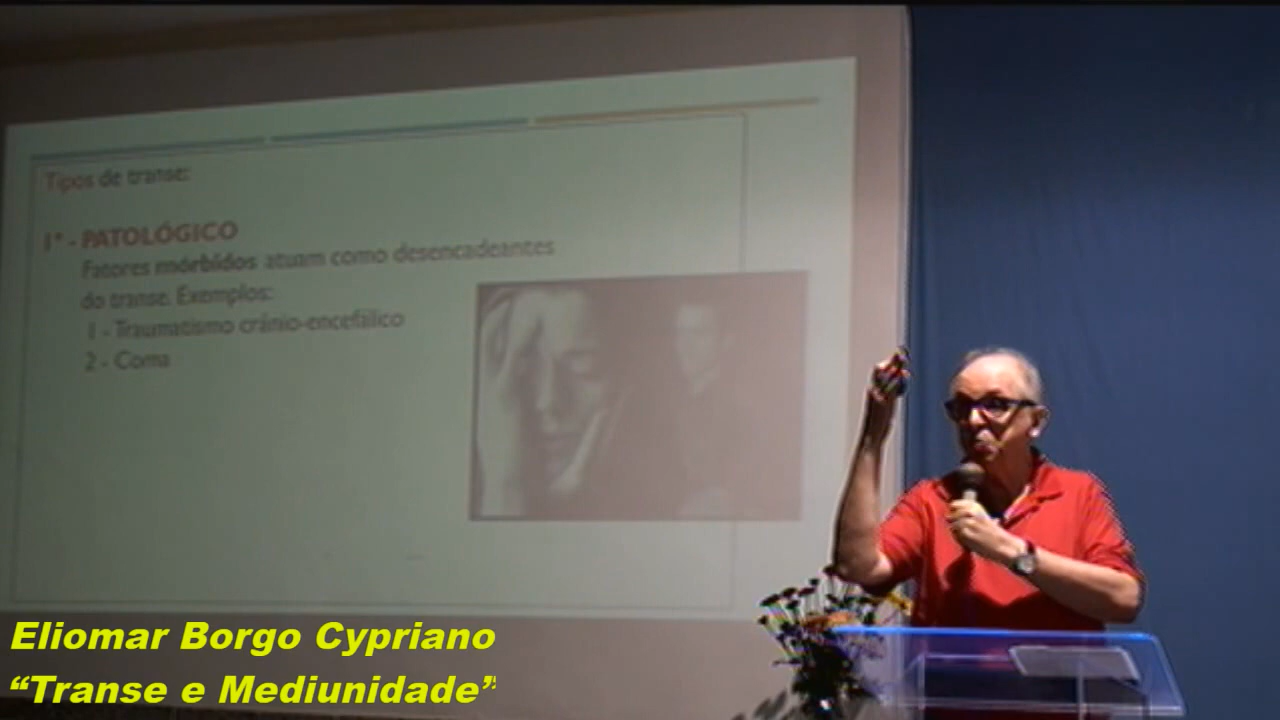 Tipos de transe:
1º - PATOLÓGICO
Fatores mórbidos atuam como desencadeantes
do transe. Exemplos:
1 - Traumatismo crânio-encefálico
2 - Coma
Eliomar Borgo Cypriano
“Transe e Mediunidade”